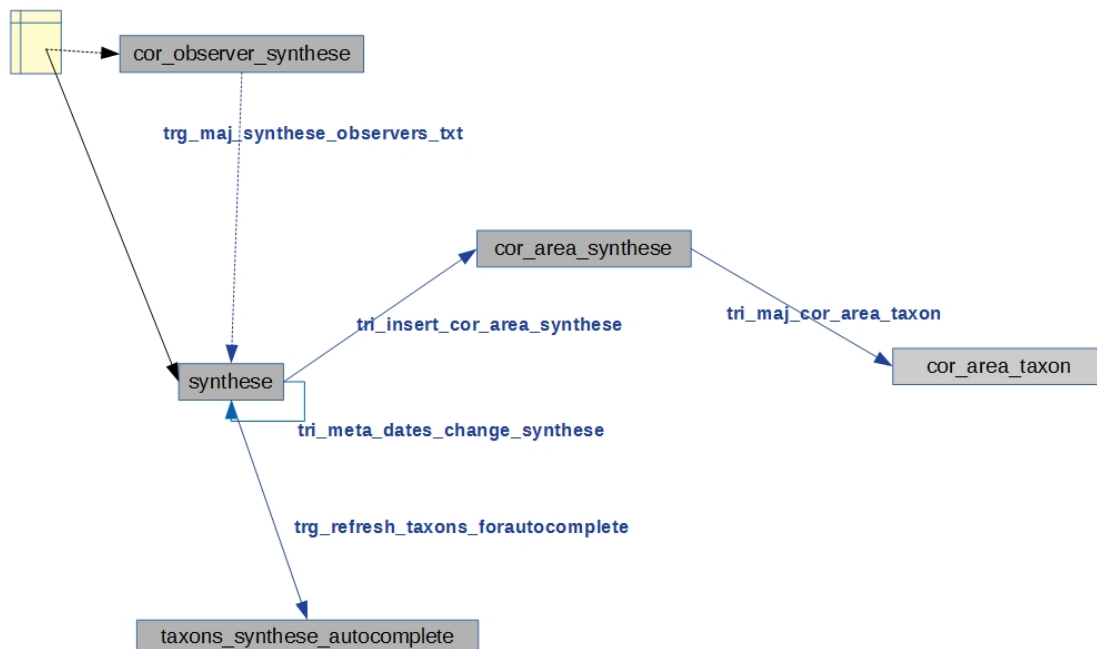 cor_observer_synthese
trg_maj_synthese_observers_txt
cor_area_synthese
tri_insert_cor_area_synthese
tri_maj_cor_area_taxon
cor_area_taxon
synthese
tri_meta_dates_change_synthese
trg_refresh_taxons_forautocomplete
taxons_synthese_autocomplete